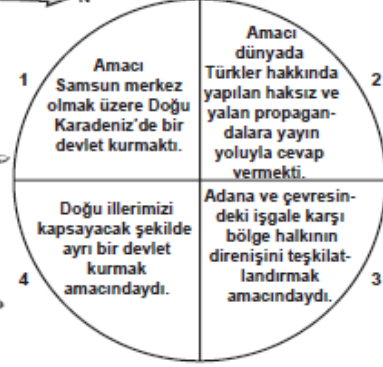 N
1
Amacı
Samsun merkez
olmak üzere Doğu
Karadeniz'de bir
devlet kurmaktı.
Amacı
dünyada
Türkler hakkında
yapılan haksız ve
yalan propagan-
dalara yayın
yoluyla cevap
vermekti.
2
Doğu illerimizi
kapsayacak şekilde
ayrı bir devlet
kurmak
amacındaydı.
4
Adana ve çevresin-
deki işgale karşı
bölge halkının
direnişini teşkilat-
landırmak
amacındaydı.
3